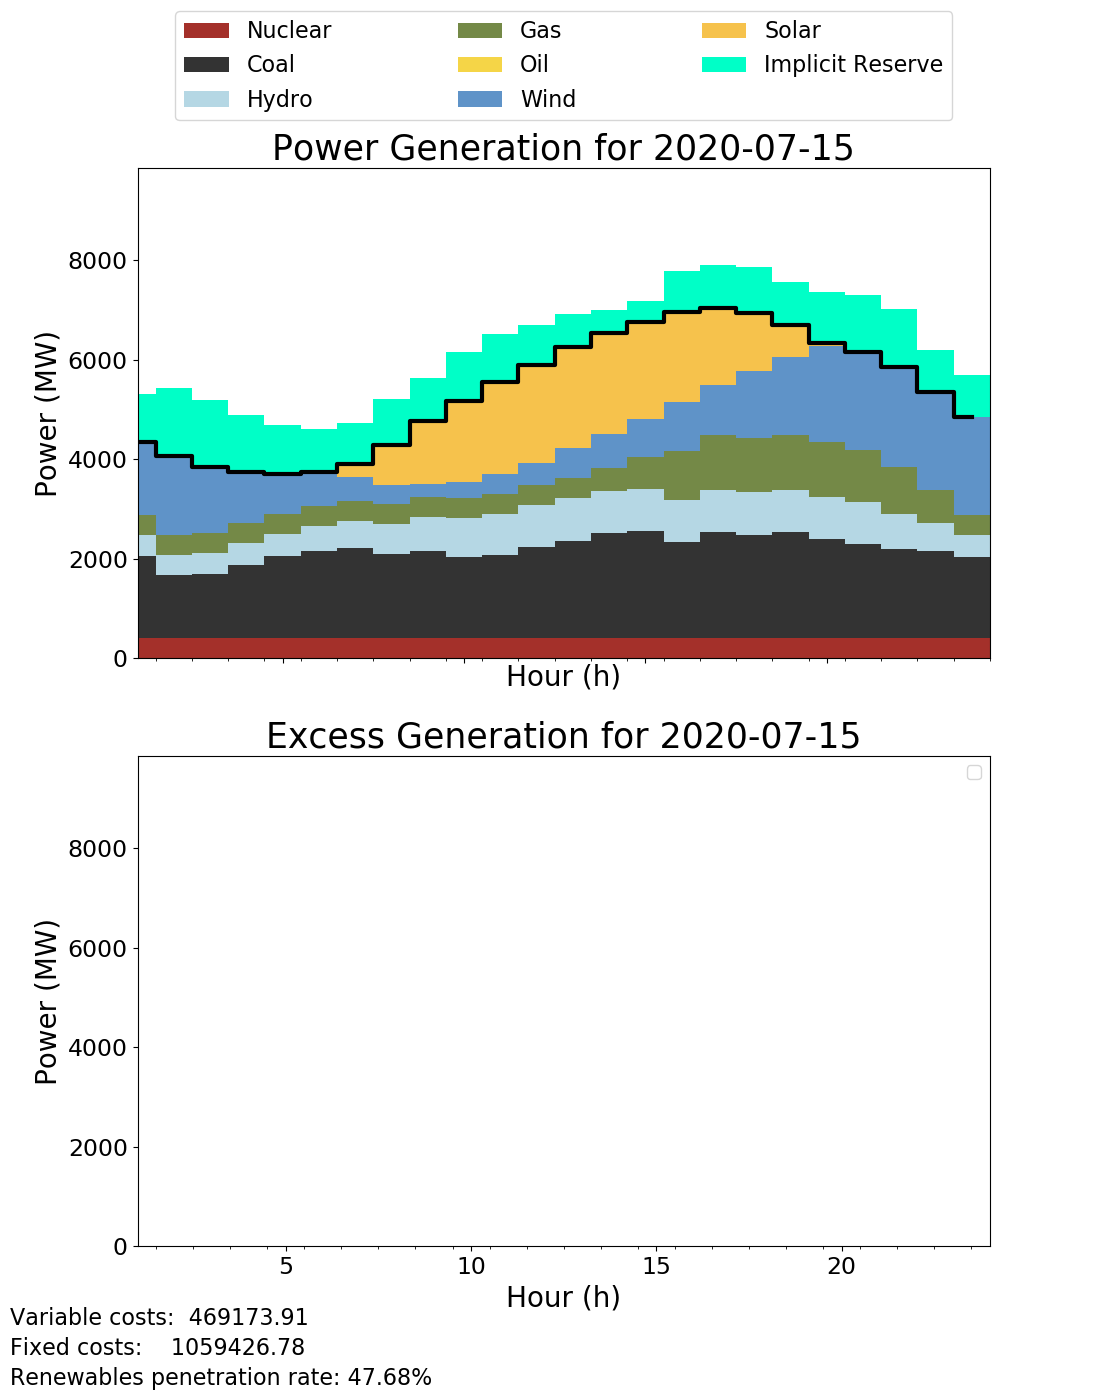 Nuclear Gas Solar
Coal Oil Implicit Reserve
Hydro Wind
Power Generation for 2020-07-15
8000
6000
4000
2000
0
Power (MW)
Hour (h)
Excess Generation for 2020-07-15
8000
6000
4000
2000
0
Power (MW)
5 10 15 20
Hour (h)
Variable costs: 469173.91
Fixed costs: 1059426.78
Renewables penetration rate: 47.68%